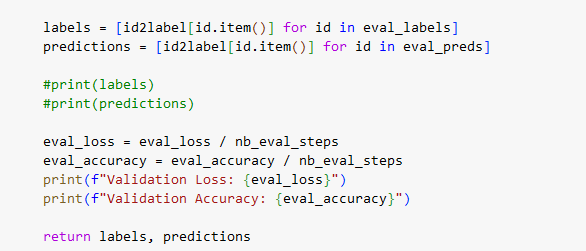 labels = [id2label[id.item()] for id in eval_labels]
predictions = [id2label[id.item()] for id in eval_preds]
#print(labels)
#print(predictions)
eval_loss = eval_loss / nb_eval_steps
eval_accuracy = eval_accuracy / nb_eval_steps
print(f"Validation Loss: {eval_loss}")
print(f"Validation Accuracy: {eval_accuracy}")
return labels, predictions